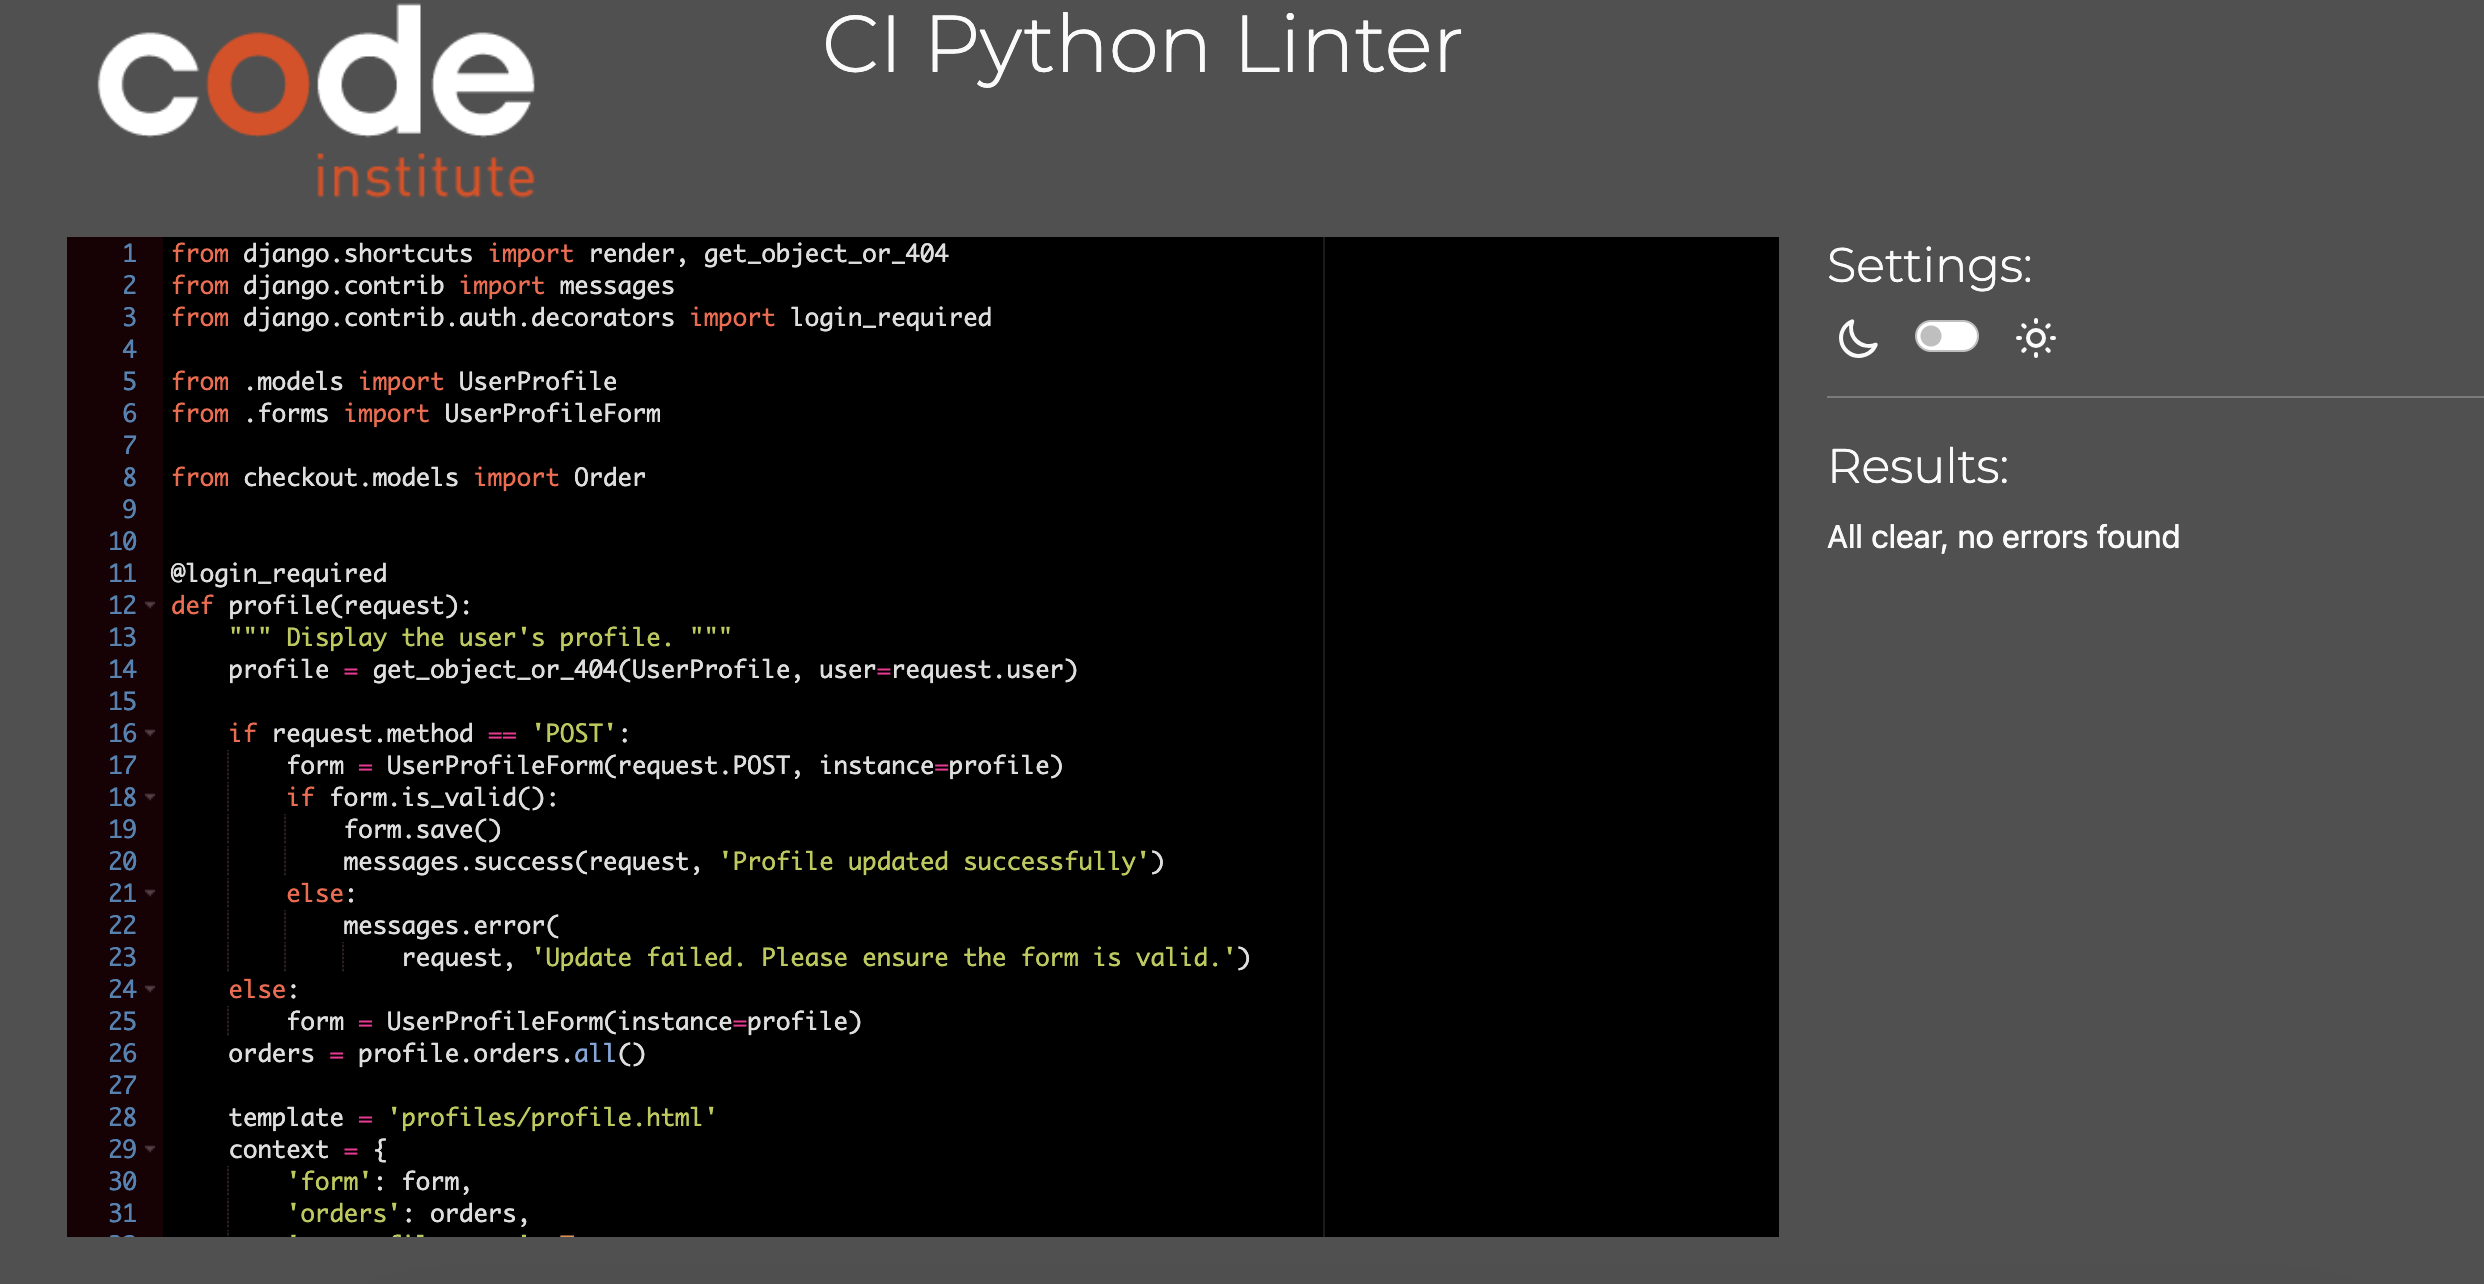 code
institute
CI Python Linter
1 from django.shortcuts import render, get_object_or_404
2 from django.contrib import messages
3 from django.contrib.auth.decorators import login_required
4
5 from .models import UserProfile
6 from .forms import UserProfileForm
7
8 from checkout.models import Order
9
10
11 @login_required
12 def profile(request):
13     """ Display the user's profile. """
14     profile = get_object_or_404(UserProfile, user=request.user)
15
16     if request.method == 'POST':
17         form = UserProfileForm(request.POST, instance=profile)
18         if form.is_valid():
19             form.save()
20             messages.success(request, 'Profile updated successfully')
21         else:
22             messages.error(
23                 request, 'Update failed. Please ensure the form is valid.')
24     else:
25         form = UserProfileForm(instance=profile)
26     orders = profile.orders.all()
27
28     template = 'profiles/profile.html'
29     context = {
30         'form': form,
31         'orders': orders,
Settings:
Results:
All clear, no errors found